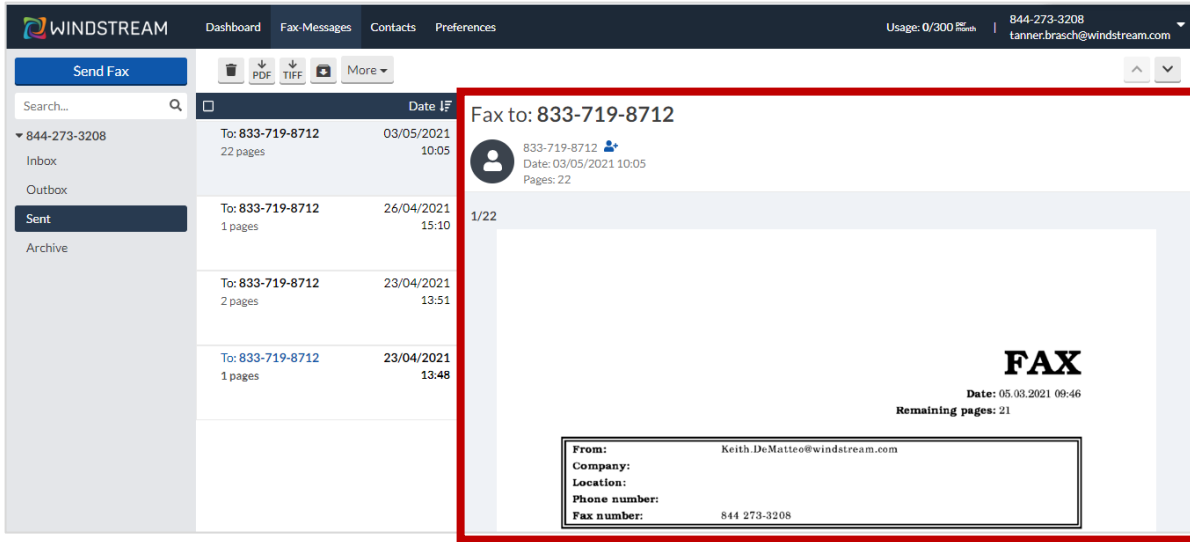 WINDSTREAM Dashboard Fax-Messages Contacts Preferences Usage: 0/300 per month | 844-273-3208
tanner.brasch@windstream.com
Send Fax
PDF TIFF More
Search...
844-273-3208
Inbox
Outbox
Sent
Archive
Date
To: 833-719-8712 03/05/2021
22 pages 10:05
To: 833-719-8712 26/04/2021
1 pages 15:10
To: 833-719-8712 23/04/2021
2 pages 13:51
To: 833-719-8712 23/04/2021
1 pages 13:48
Fax to: 833-719-8712
833-719-8712
Date: 03/05/2021 10:05
Pages: 22
1/22
FAX
Date: 05.03.2021 09:46
Remaining pages: 21
From: Keith.DeMatteo@windstream.com
Company:
Location:
Phone number:
Fax number: 844 273-3208